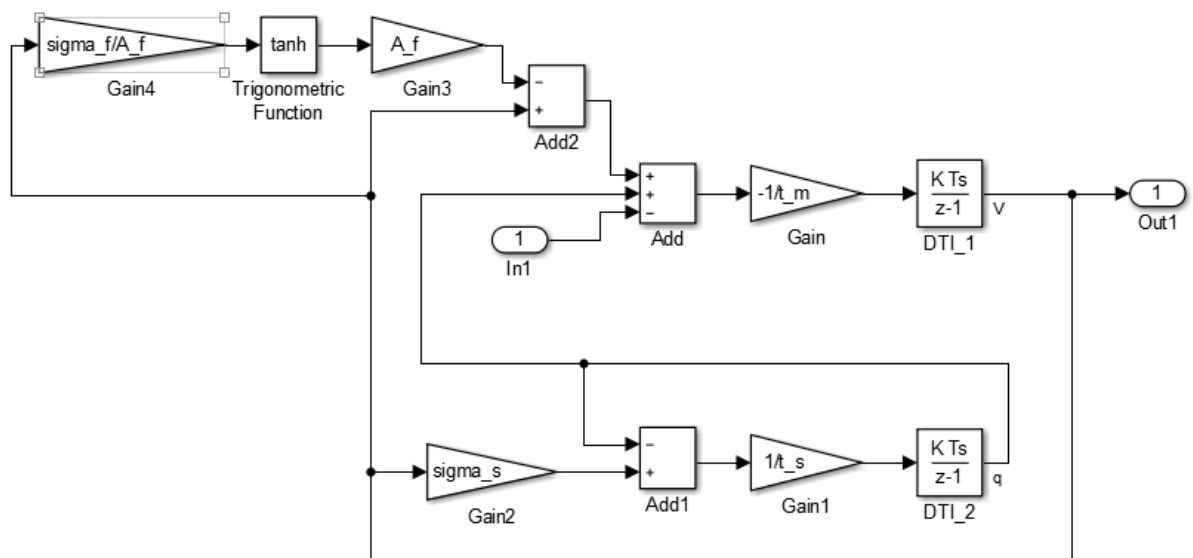 sigma_f/A_f
Gain4
tanh
Trigonometric
Function
A_f
Gain3
−
+
Add2
+
+
−
Add
1
In1
-1/t_m
Gain
K Ts
z-1
DTI_1
V
1
Out1
sigma_s
Gain2
−
+
Add1
1/t_s
Gain1
K Ts
z-1
DTI_2
q